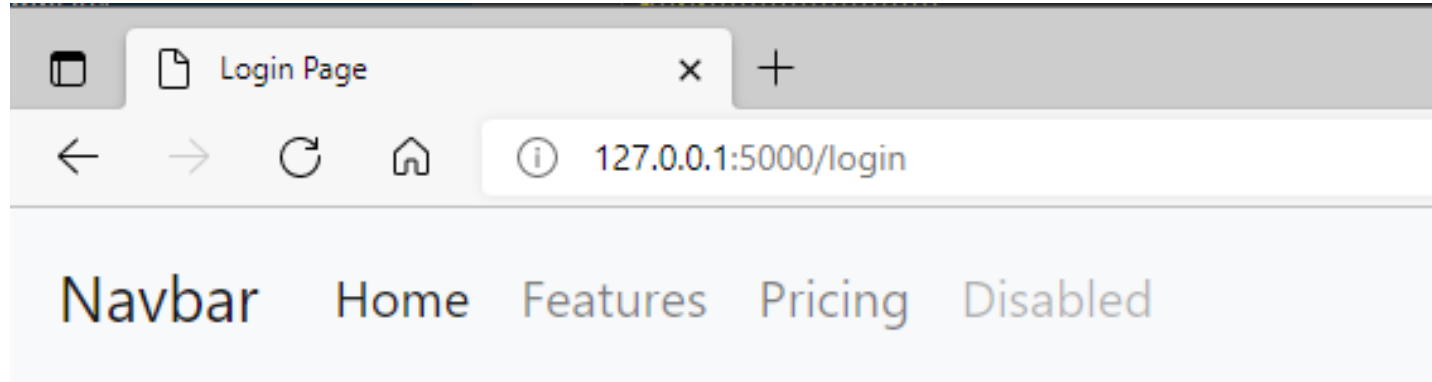 Login Page
127.0.0.1:5000/login
Navbar Home Features Pricing Disabled